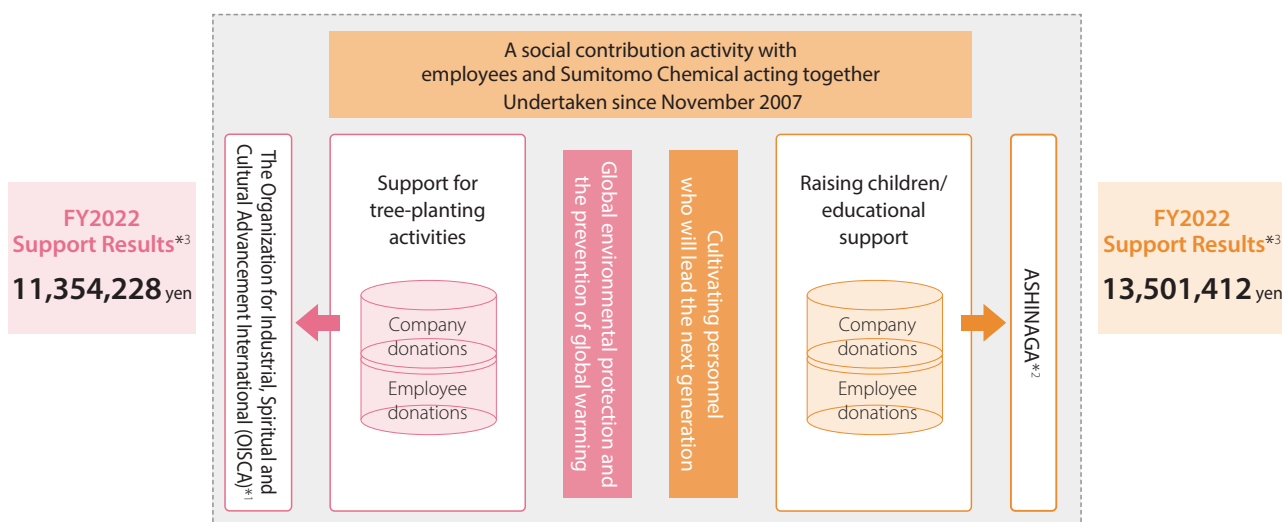 A social contribution activity with
employees and Sumitomo Chemical acting together
Undertaken since November 2007
FY2022
Support Results*3
11,354,228 yen
The Organization for Industrial, Spiritual and
Cultural Advancement International (OISCA)*1
Support for
tree-planting
activities
Company
donations
Employee
donations
Global environmental protection and
the prevention of global warming
Cultivating personnel
who will lead the next generation
Raising children/
educational
support
Company
donations
Employee
donations
ASHINAGA*2
FY2022
Support Results*3
13,501,412 yen